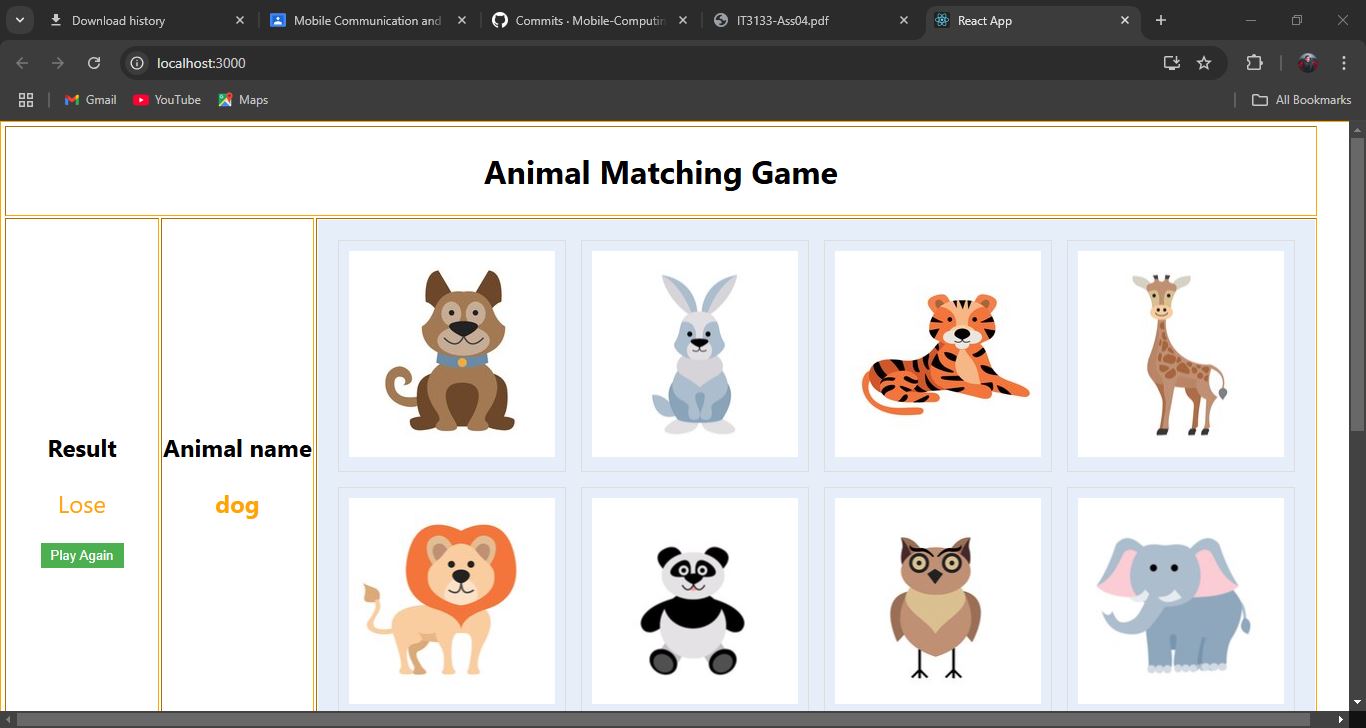 Download history
Mobile Communication and
Commits · Mobile-Computin
IT3133-Ass04.pdf
React App
localhost:3000
Gmail
YouTube
Maps
All Bookmarks
Animal Matching Game
Result
Lose
Play Again
Animal name
dog